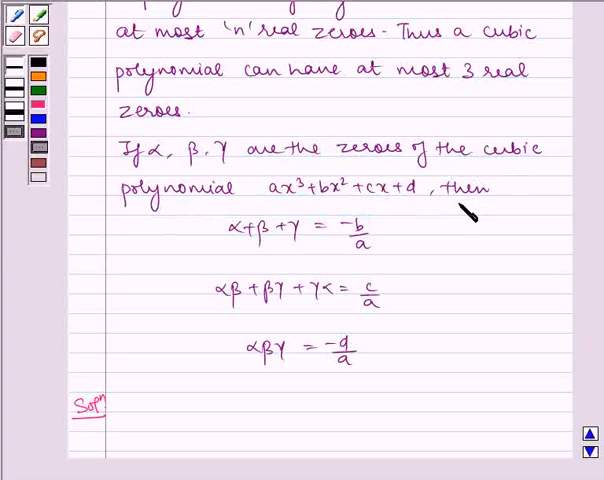 at most 'n' real zeroes. Thus a cubic
polynomial can have at most 3 real
zeroes.
If α, β, γ are the zeroes of the cubic
polynomial ax³+bx²+cx+d, then
α+β+γ = -b/a
αβ+βγ+γα = c/a
αβγ = -d/a
Solⁿ